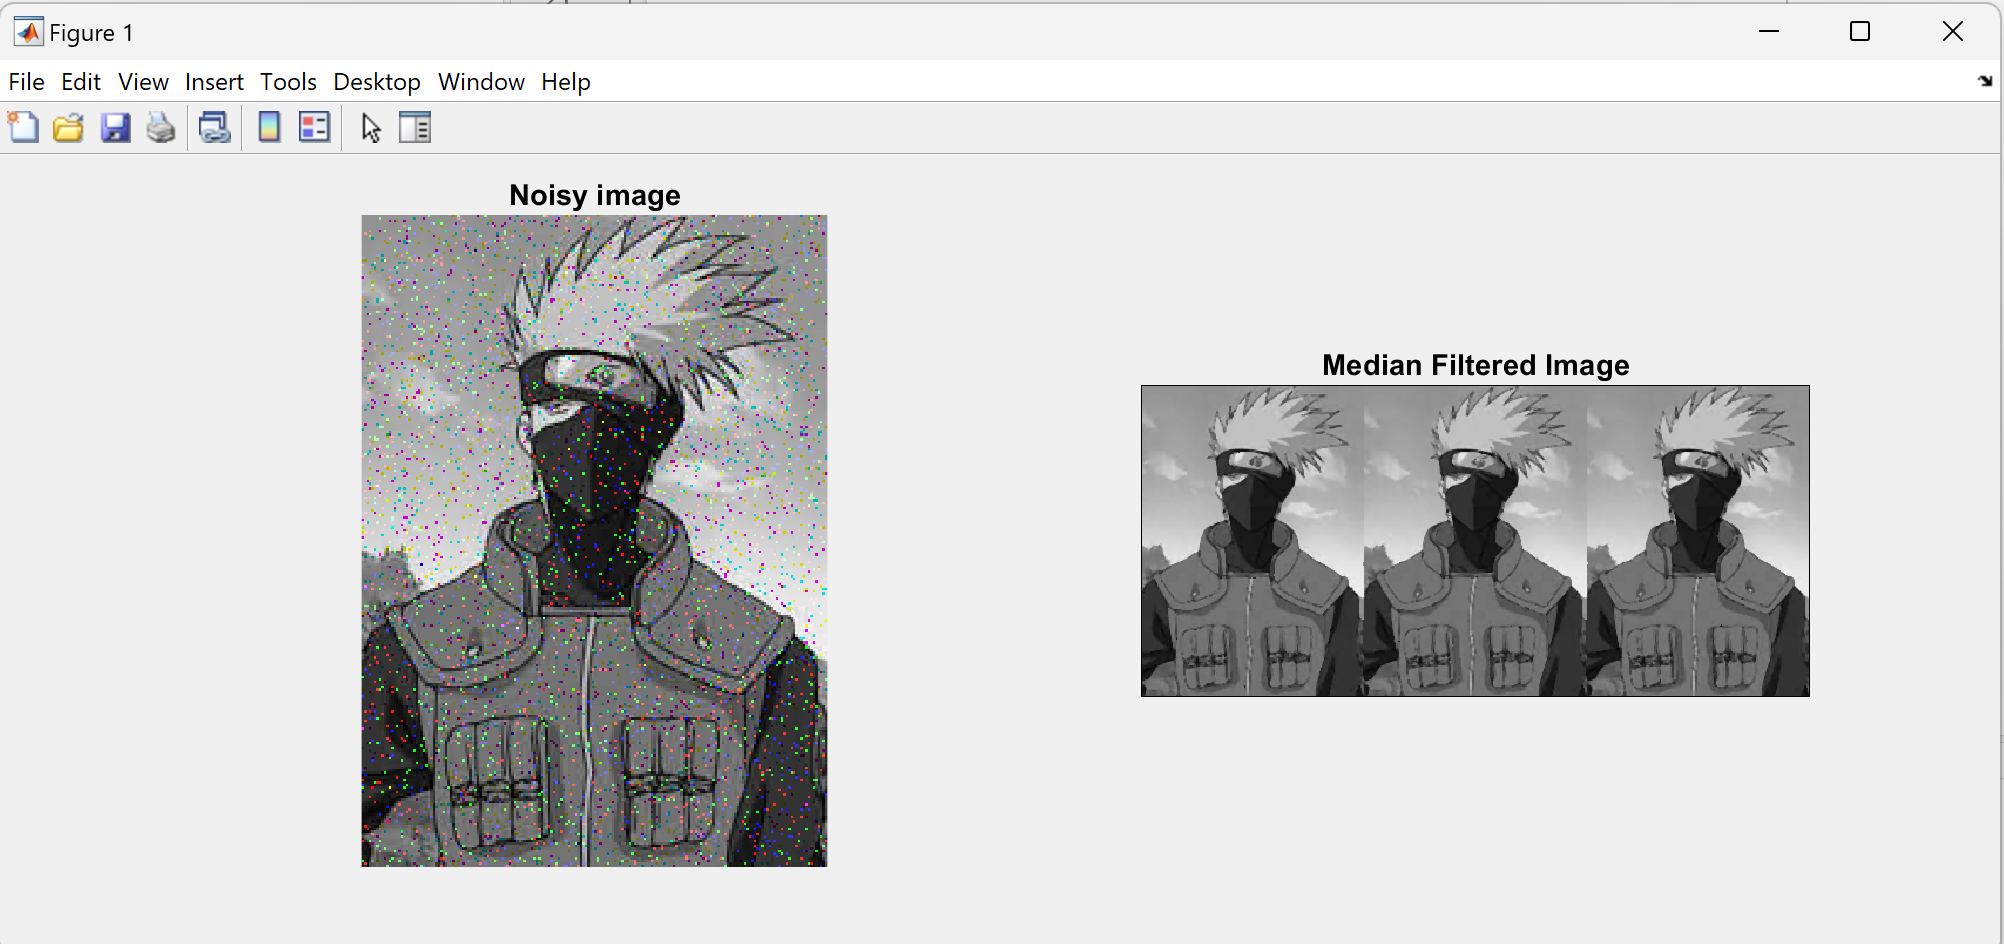 Figure 1
File Edit View Insert Tools Desktop Window Help
Noisy image
Median Filtered Image